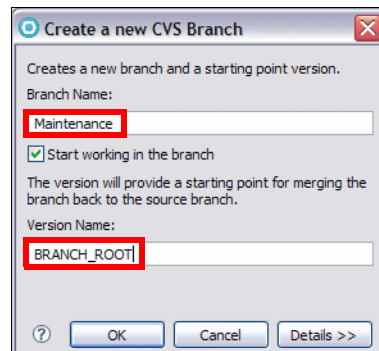 Create a new CVS Branch
Creates a new branch and a starting point version.
Branch Name:
Maintenance
Start working in the branch
The version will provide a starting point for merging the
branch back to the source branch.
Version Name:
BRANCH_ROOT
? OK Cancel Details >>